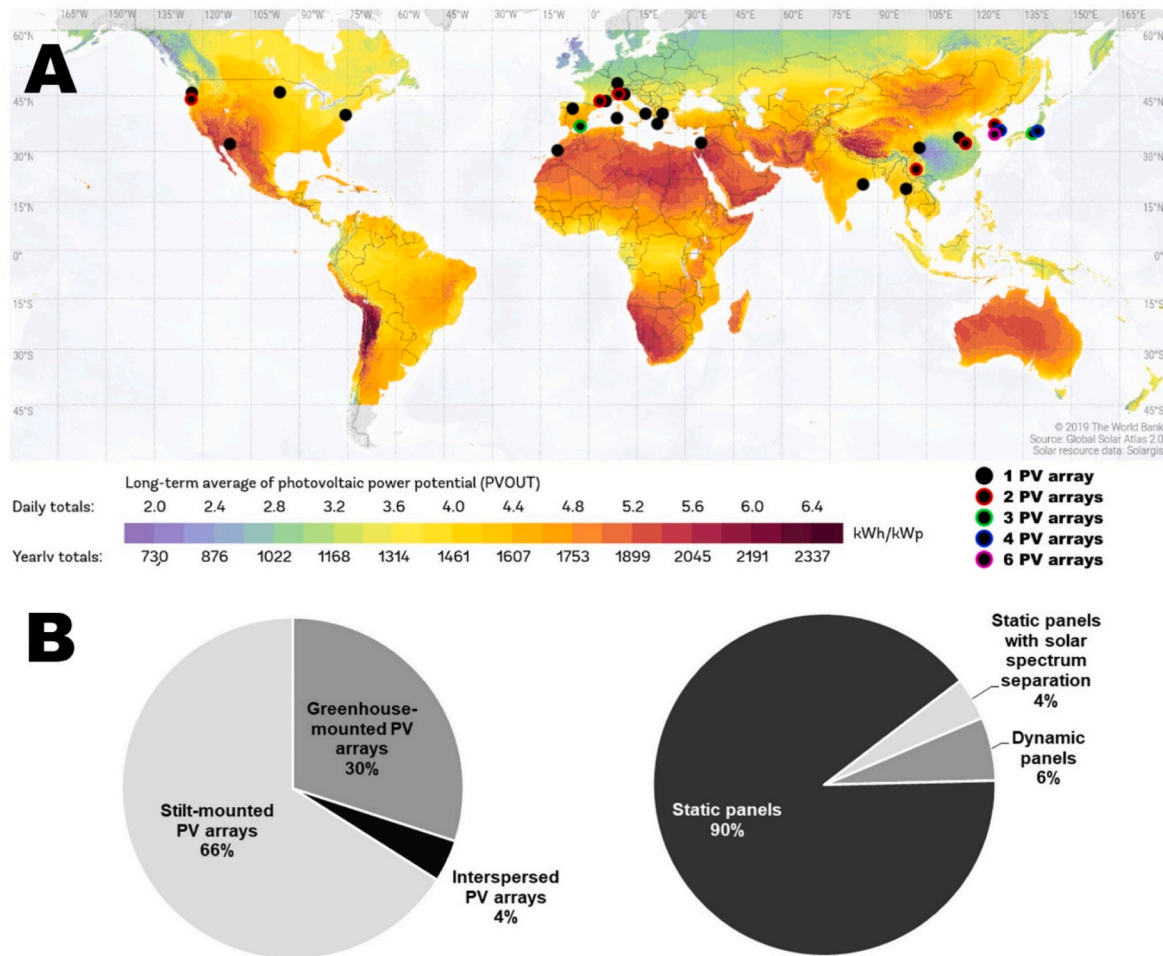 165°W 150°W 135°W 120°W 105°W 90°W 75°W 60°W 45°W 0° 15°E 30°E 45°E 60°E 75°E 90°E 105°E 120°E 135°E 150°E 165°E
A
60°N 60°N
45°N 45°N
30°N 30°N
15°N 15°N
0° 0°
15°S 15°S
30°S 30°S
45°S 45°S
© 2019 The World Bank
Source: Global Solar Atlas 2.0
Solar resource data: Solargis
Long-term average of photovoltaic power potential (PVOUT)
Daily totals: 2.0 2.4 2.8 3.2 3.6 4.0 4.4 4.8 5.2 5.6 6.0 6.4
kWh/kWp
Yearly totals: 730 876 1022 1168 1314 1461 1607 1753 1899 2045 2191 2337
1 PV array
2 PV arrays
3 PV arrays
4 PV arrays
6 PV arrays
B
Greenhouse-
mounted PV
arrays
30%
Stilt-mounted
PV arrays
66%
Interspersed
PV arrays
4%
Static panels
with solar
spectrum
separation
4%
Dynamic
panels
6%
Static panels
90%